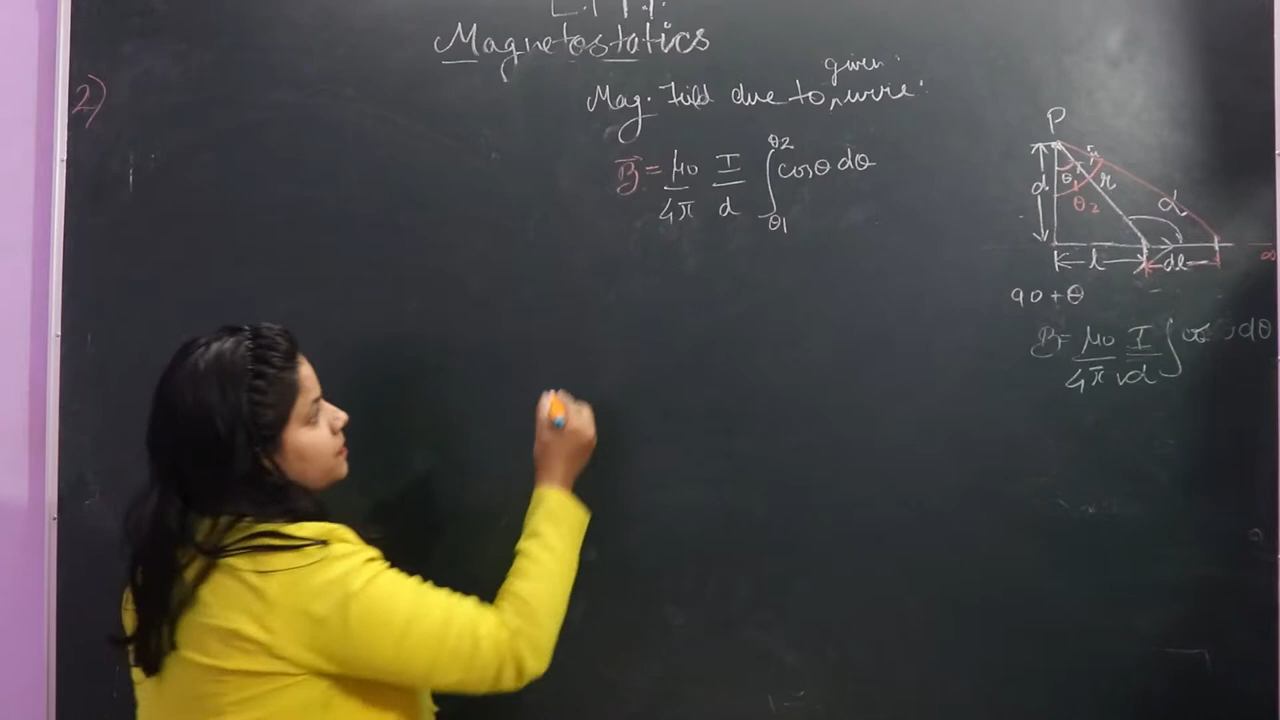 Magnetostatics
2)
given:
Mag. Field due to, wire:
B⃗ = μ0/4π I/d ∫θ1^θ2 cosθ dθ
P
d
θ1
r
θ2
α
l
dl
∞
90+θ
B = μ0/4π I/d ∫ dθ